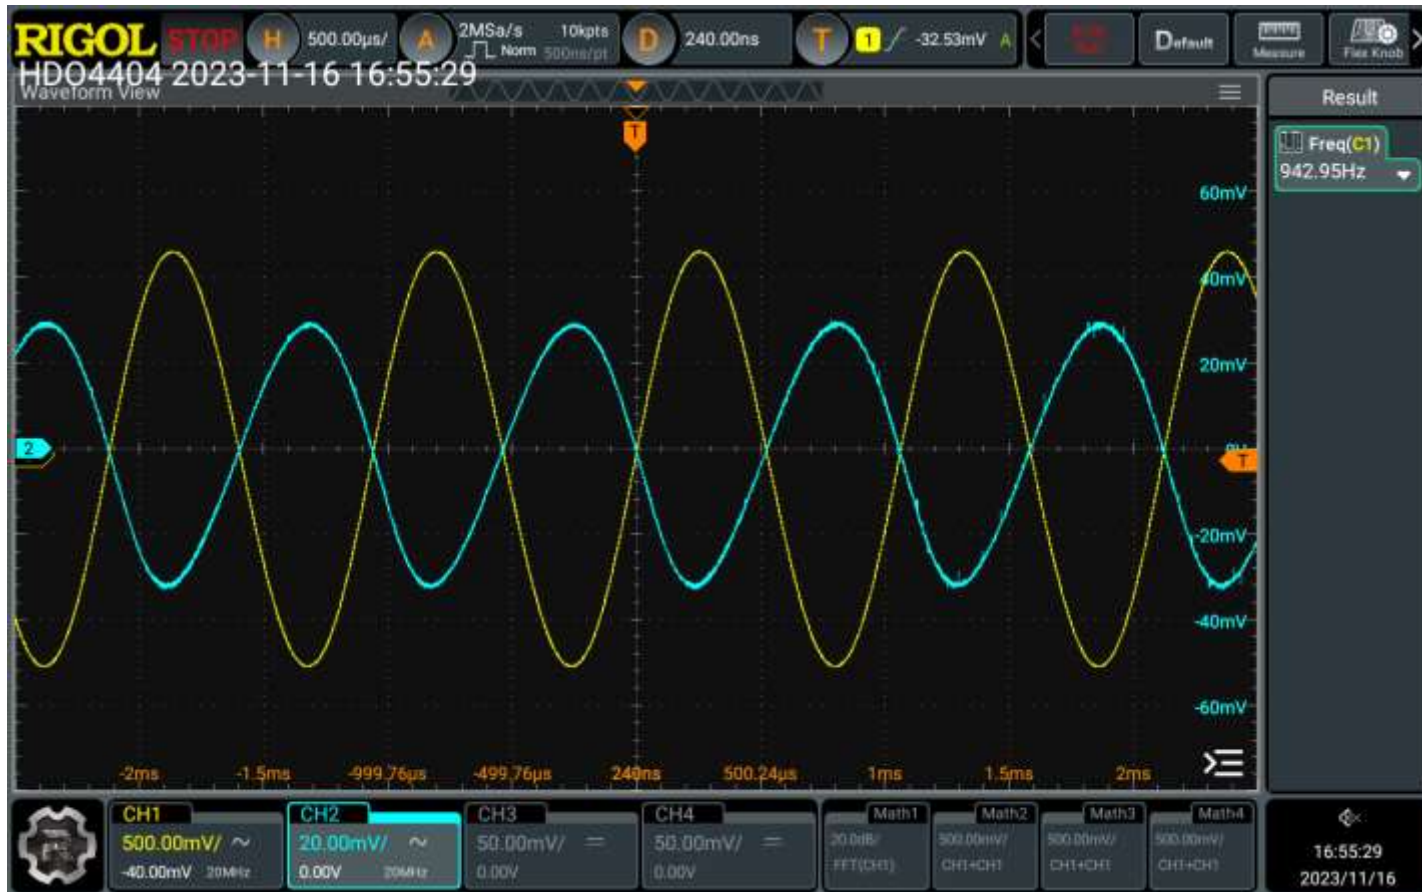 RIGOL STOP H 500.00μs/ A 2MSa/s 10kpts Norm 500ns/pt D 240.00ns T 1 -32.53mV A Default Measure Flex Knob
HDO4404 2023-11-16 16:55:29
Waveform View
Result
T
Freq(C1)
942.95Hz
60mV
40mV
20mV
2
0V
T
-20mV
-40mV
-60mV
-2ms -1.5ms -999.76μs -499.76μs 240ns 500.24μs 1ms 1.5ms 2ms
CH1 CH2 CH3 CH4 Math1 Math2 Math3 Math4
500.00mV/ 20.00mV/ 50.00mV/ 50.00mV/ 20.0dB/ 500.00mV/ 500.00mV/ 500.00mV/
-40.00mV 20MHz 0.00V 20MHz 0.00V 0.00V FFT(CH1) CH1+CH1 CH1+CH1 CH1+CH1
16:55:29
2023/11/16